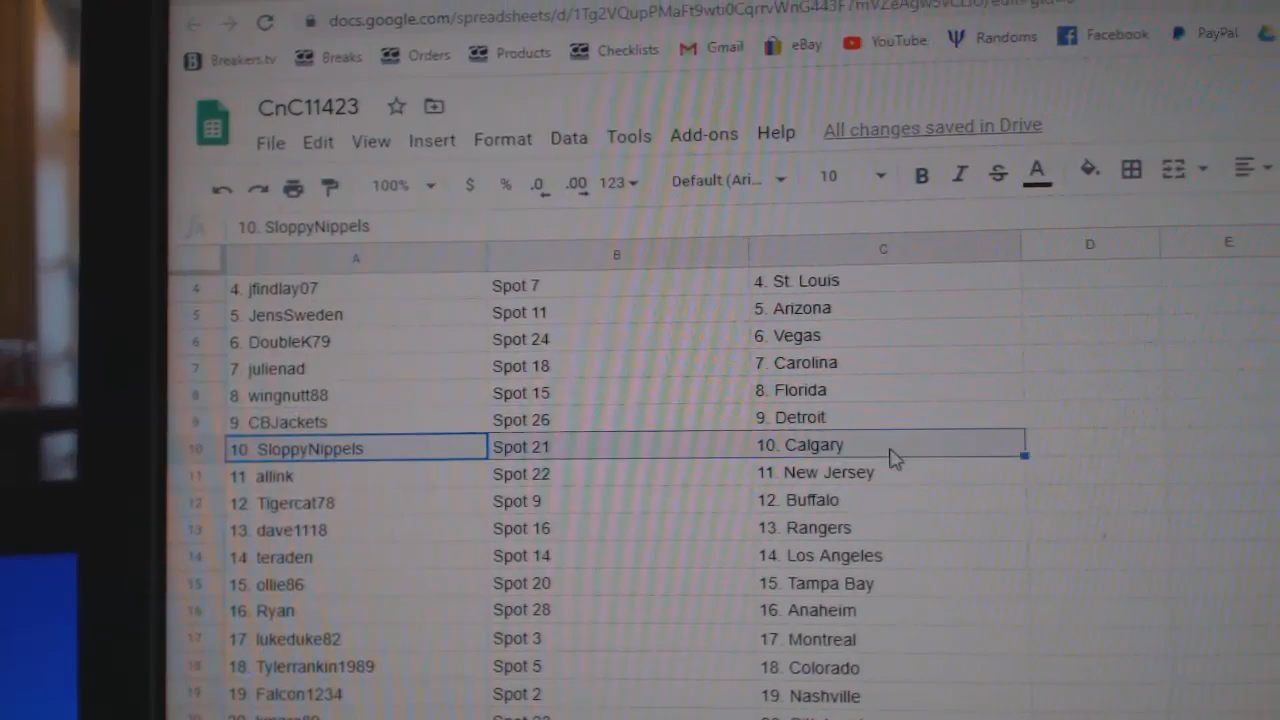 Breakers.tv Breaks Orders Products Checklists Gmail eBay YouTube Randoms Facebook PayPal
CnC11423
File Edit View Insert Format Data Tools Add-ons Help All changes saved in Drive
100% $ % .0 .00 123 Default (Ari... 10 B I S A
fx 10. SloppyNippels
A B C D E
4 4. jfindlay07 Spot 7 4. St. Louis
5 5. JensSweden Spot 11 5. Arizona
6 6. DoubleK79 Spot 24 6. Vegas
7 7. julienad Spot 18 7. Carolina
8 8. wingnutt88 Spot 15 8. Florida
9 9. CBJackets Spot 26 9. Detroit
10 10. SloppyNippels Spot 21 10. Calgary
11 11. allink Spot 22 11. New Jersey
12 12. Tigercat78 Spot 9 12. Buffalo
13 13. dave1118 Spot 16 13. Rangers
14 14. teraden Spot 14 14. Los Angeles
15 15. ollie86 Spot 20 15. Tampa Bay
16 16. Ryan Spot 28 16. Anaheim
17 17. lukeduke82 Spot 3 17. Montreal
18 18. Tylerrankin1989 Spot 5 18. Colorado
19 19. Falcon1234 Spot 2 19. Nashville